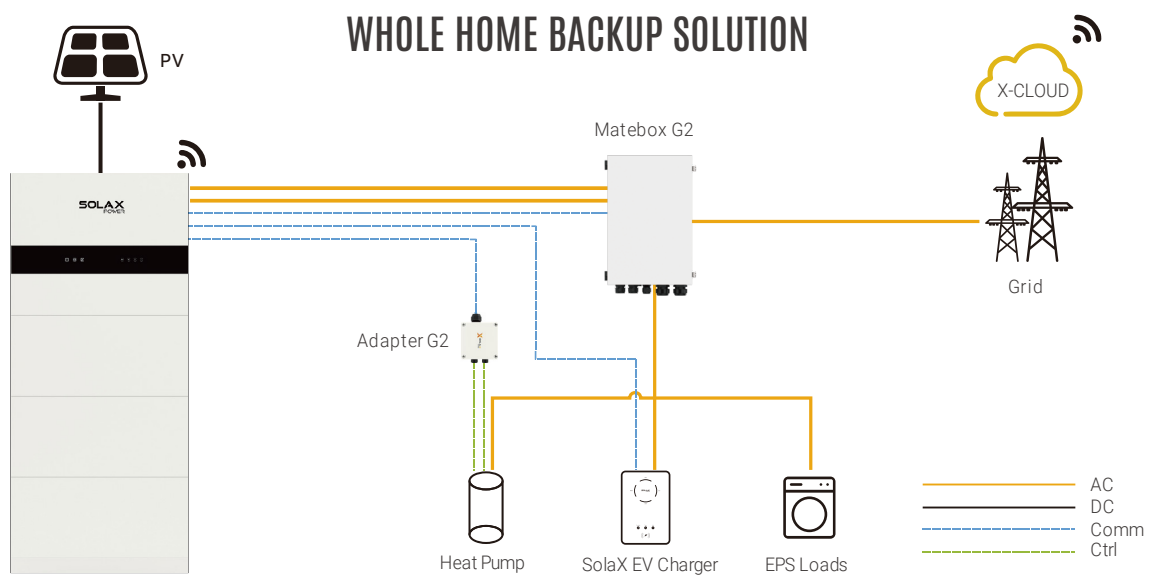 WHOLE HOME BACKUP SOLUTION
PV
X-CLOUD
Matebox G2
SOLAX
POWER
Grid
Adapter G2
Heat Pump
SolaX EV Charger
EPS Loads
AC
DC
Comm
Ctrl